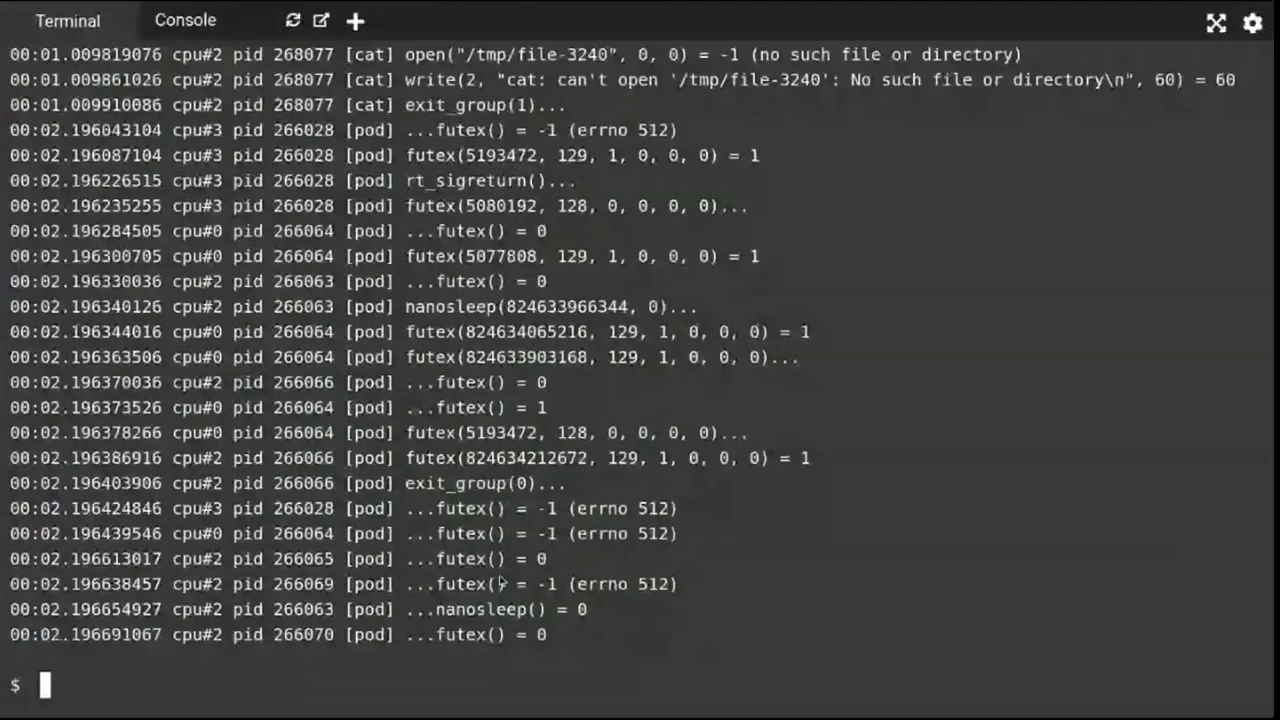 Terminal
Console
00:01.009819076 cpu#2 pid 268077 [cat] open("/tmp/file-3240", 0, 0) = -1 (no such file or directory)
00:01.009861026 cpu#2 pid 268077 [cat] write(2, "cat: can't open '/tmp/file-3240': No such file or directory\n", 60) = 60
00:01.009910086 cpu#2 pid 268077 [cat] exit_group(1)...
00:02.196043104 cpu#3 pid 266028 [pod] ...futex() = -1 (errno 512)
00:02.196087104 cpu#3 pid 266028 [pod] futex(5193472, 129, 1, 0, 0, 0) = 1
00:02.196226515 cpu#3 pid 266028 [pod] rt_sigreturn()...
00:02.196235255 cpu#3 pid 266028 [pod] futex(5080192, 128, 0, 0, 0, 0)...
00:02.196284505 cpu#0 pid 266064 [pod] ...futex() = 0
00:02.196300705 cpu#0 pid 266064 [pod] futex(5077808, 129, 1, 0, 0, 0) = 1
00:02.196330036 cpu#2 pid 266063 [pod] ...futex() = 0
00:02.196340126 cpu#2 pid 266063 [pod] nanosleep(824633966344, 0)...
00:02.196344016 cpu#0 pid 266064 [pod] futex(824634065216, 129, 1, 0, 0, 0) = 1
00:02.196363506 cpu#0 pid 266064 [pod] futex(824633903168, 129, 1, 0, 0, 0)...
00:02.196370036 cpu#2 pid 266066 [pod] ...futex() = 0
00:02.196373526 cpu#0 pid 266064 [pod] ...futex() = 1
00:02.196378266 cpu#0 pid 266064 [pod] futex(5193472, 128, 0, 0, 0, 0)...
00:02.196386916 cpu#2 pid 266066 [pod] futex(824634212672, 129, 1, 0, 0, 0) = 1
00:02.196403906 cpu#2 pid 266066 [pod] exit_group(0)...
00:02.196424846 cpu#3 pid 266028 [pod] ...futex() = -1 (errno 512)
00:02.196439546 cpu#0 pid 266064 [pod] ...futex() = -1 (errno 512)
00:02.196613017 cpu#2 pid 266065 [pod] ...futex() = 0
00:02.196638457 cpu#2 pid 266069 [pod] ...futex() = -1 (errno 512)
00:02.196654927 cpu#2 pid 266063 [pod] ...nanosleep() = 0
00:02.196691067 cpu#2 pid 266070 [pod] ...futex() = 0
$